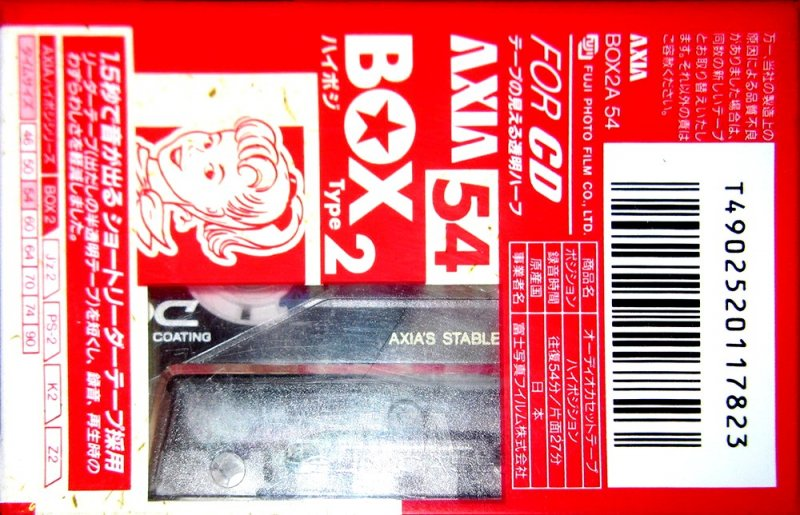 万一、当社の製造上の
原因による品質不良
がありました場合は、
同数の新しいテープ
とお取り替えいたし
ます。それ以外の責は
ご容赦ください。
AXIA
BOX2A 54
FUJI PHOTO FILM CO., LTD.
FOR CD
テープの見える透明ハーフ
AXIA 54
BOX 2
ハイポジ Type
T4902520117823
商品名 オーディオカセットテープ
ポジション ハイポジション
録音時間 往復54分/片面27分
原産国 日本
事業者名 富士写真フイルム株式会社
COATING
AXIA'S STABLE
1.5秒で音が出るショートリーダーテープ採用
リーダーテープ(出だしの半透明テープ)を短くし、録音、再生時の
わずらわしさを軽減しました。
AXIA ハイポジシリーズ BOX 2 J'z 2 PS-2 K2 Z2
46 50 54 60 64 70 74 90